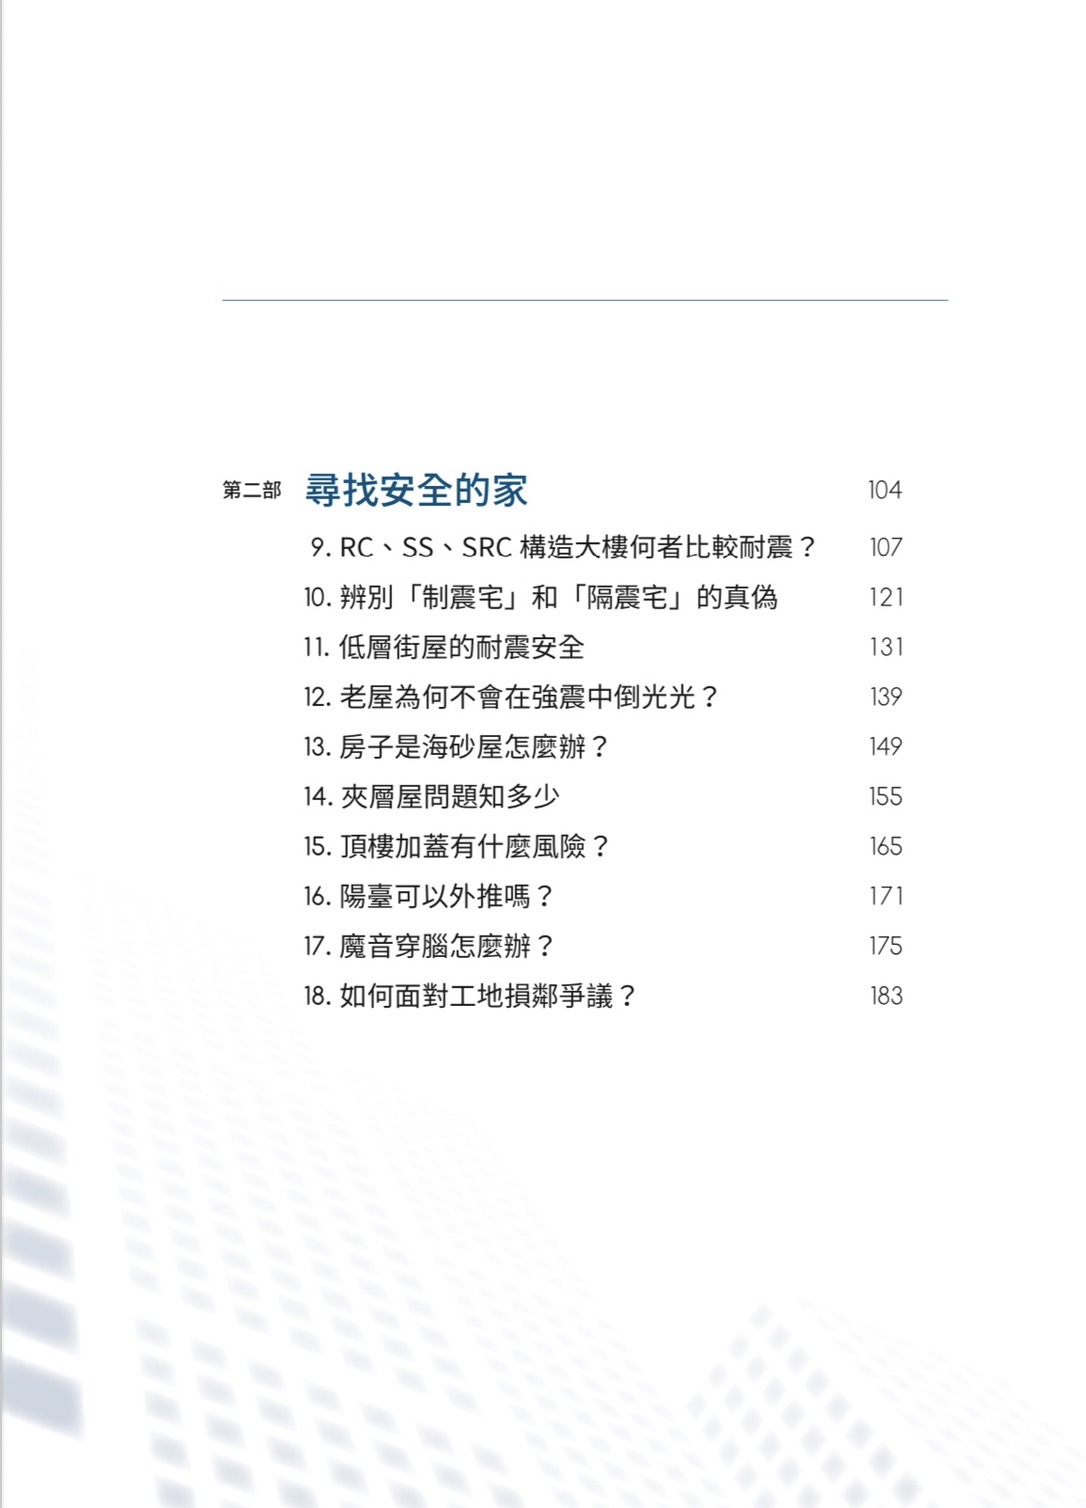 第二部 尋找安全的家 104
9. RC、SS、SRC 構造大樓何者比較耐震？ 107
10. 辨別「制震宅」和「隔震宅」的真偽 121
11. 低層街屋的耐震安全 131
12. 老屋為何不會在強震中倒光光？ 139
13. 房子是海砂屋怎麼辦？ 149
14. 夾層屋問題知多少 155
15. 頂樓加蓋有什麼風險？ 165
16. 陽臺可以外推嗎？ 171
17. 魔音穿腦怎麼辦？ 175
18. 如何面對工地損鄰爭議？ 183